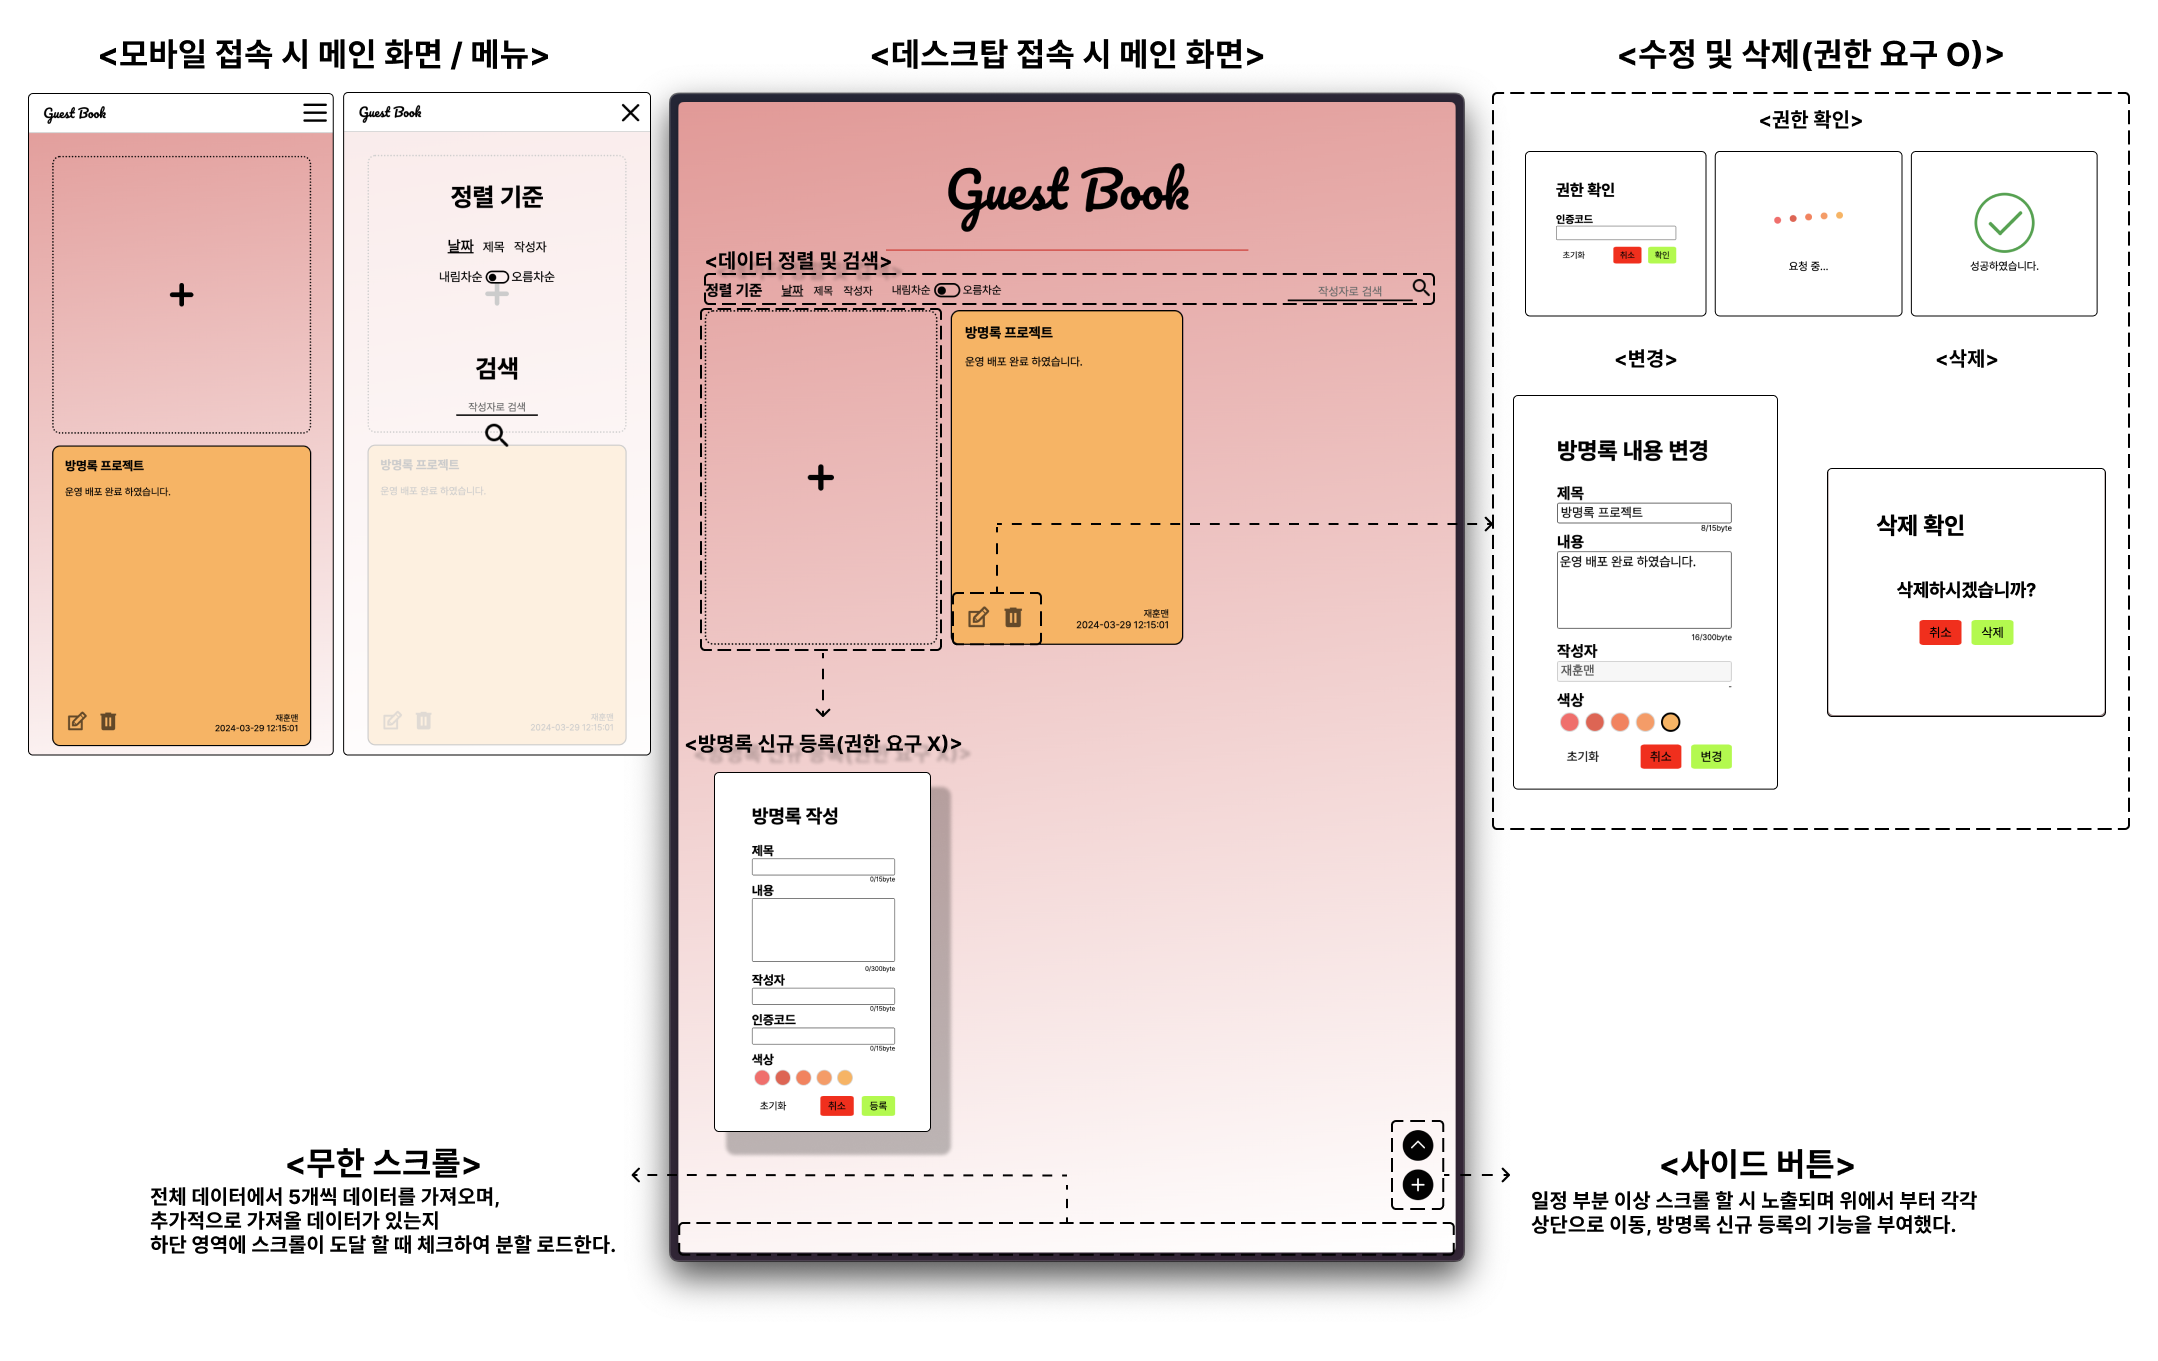 <모바일 접속 시 메인 화면 / 메뉴>
Guest Book
방명록 프로젝트
운영 배포 완료 하였습니다.
재훈맨
2024-03-29 12:15:01
Guest Book
정렬 기준
날짜 제목 작성자
내림차순 오름차순
검색
작성자로 검색
방명록 프로젝트
운영 배포 완료 하였습니다.
재훈맨
2024-03-29 12:15:01
<데스크탑 접속 시 메인 화면>
Guest Book
<데이터 정렬 및 검색>
정렬 기준 날짜 제목 작성자 내림차순 오름차순 작성자로 검색
방명록 프로젝트
운영 배포 완료 하였습니다.
재훈맨
2024-03-29 12:15:01
<방명록 신규 등록(권한 요구 X)>
방명록 작성
제목
0/15byte
내용
0/300byte
작성자
0/15byte
인증코드
0/15byte
색상
초기화 취소 등록
<수정 및 삭제(권한 요구 O)>
<권한 확인>
권한 확인
인증코드
초기화 취소 확인
요청 중...
성공하였습니다.
<변경>
방명록 내용 변경
제목
방명록 프로젝트
8/15byte
내용
운영 배포 완료 하였습니다.
16/300byte
작성자
재훈맨
-
색상
초기화 취소 변경
<삭제>
삭제 확인
삭제하시겠습니까?
취소 삭제
<무한 스크롤>
전체 데이터에서 5개씩 데이터를 가져오며,
추가적으로 가져올 데이터가 있는지
하단 영역에 스크롤이 도달 할 때 체크하여 분할 로드한다.
<사이드 버튼>
일정 부분 이상 스크롤 할 시 노출되며 위에서 부터 각각
상단으로 이동, 방명록 신규 등록의 기능을 부여했다.